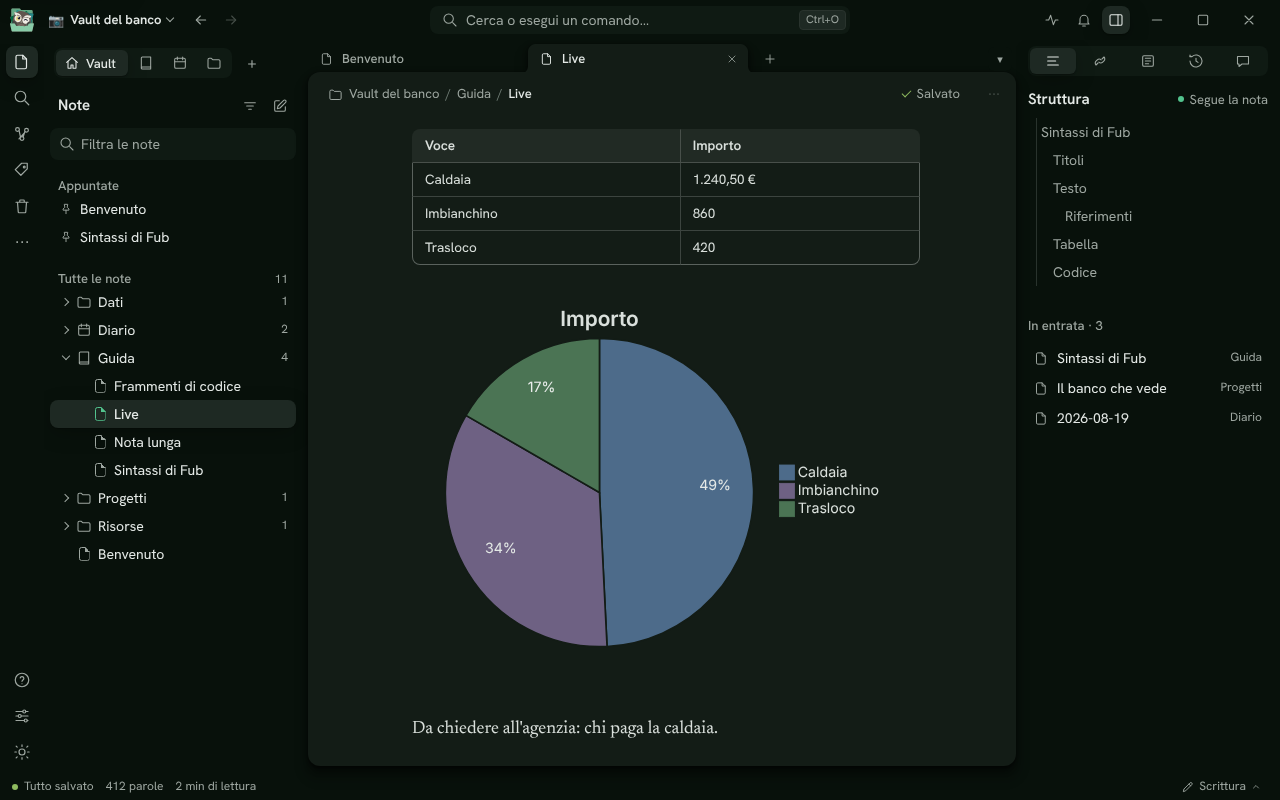 Vault del banco
Cerca o esegui un comando...
Ctrl+O
Vault
Benvenuto
Live
Note
Filtra le note
Appuntate
Benvenuto
Sintassi di Fub
Tutte le note 11
Dati 1
Diario 2
Guida 4
Frammenti di codice
Live
Nota lunga
Sintassi di Fub
Progetti 1
Risorse 1
Benvenuto
Vault del banco / Guida / Live
Salvato
Voce Importo
Caldaia 1.240,50 €
Imbianchino 860
Trasloco 420
Importo
17%
49%
34%
Caldaia
Imbianchino
Trasloco
Da chiedere all'agenzia: chi paga la caldaia.
Struttura
Segue la nota
Sintassi di Fub
Titoli
Testo
Riferimenti
Tabella
Codice
In entrata · 3
Sintassi di Fub Guida
Il banco che vede Progetti
2026-08-19 Diario
Tutto salvato 412 parole 2 min di lettura
Scrittura